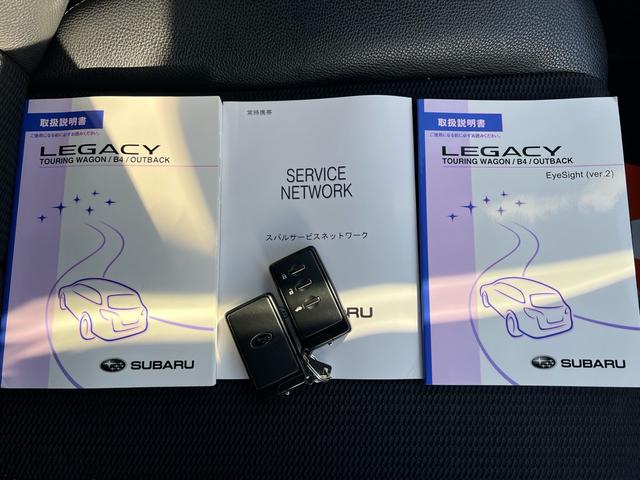 取扱説明書
ご使用になる前に必ずお読みください。
LEGACY
TOURING WAGON / B4 / OUTBACK
SUBARU
常時携帯
SERVICE
NETWORK
スバルサービスネットワーク
RU
取扱説明書
ご使用になる前に必ずお読みください。
LEGACY
TOURING WAGON / B4 / OUTBACK
EyeSight (ver.2)
SUBARU